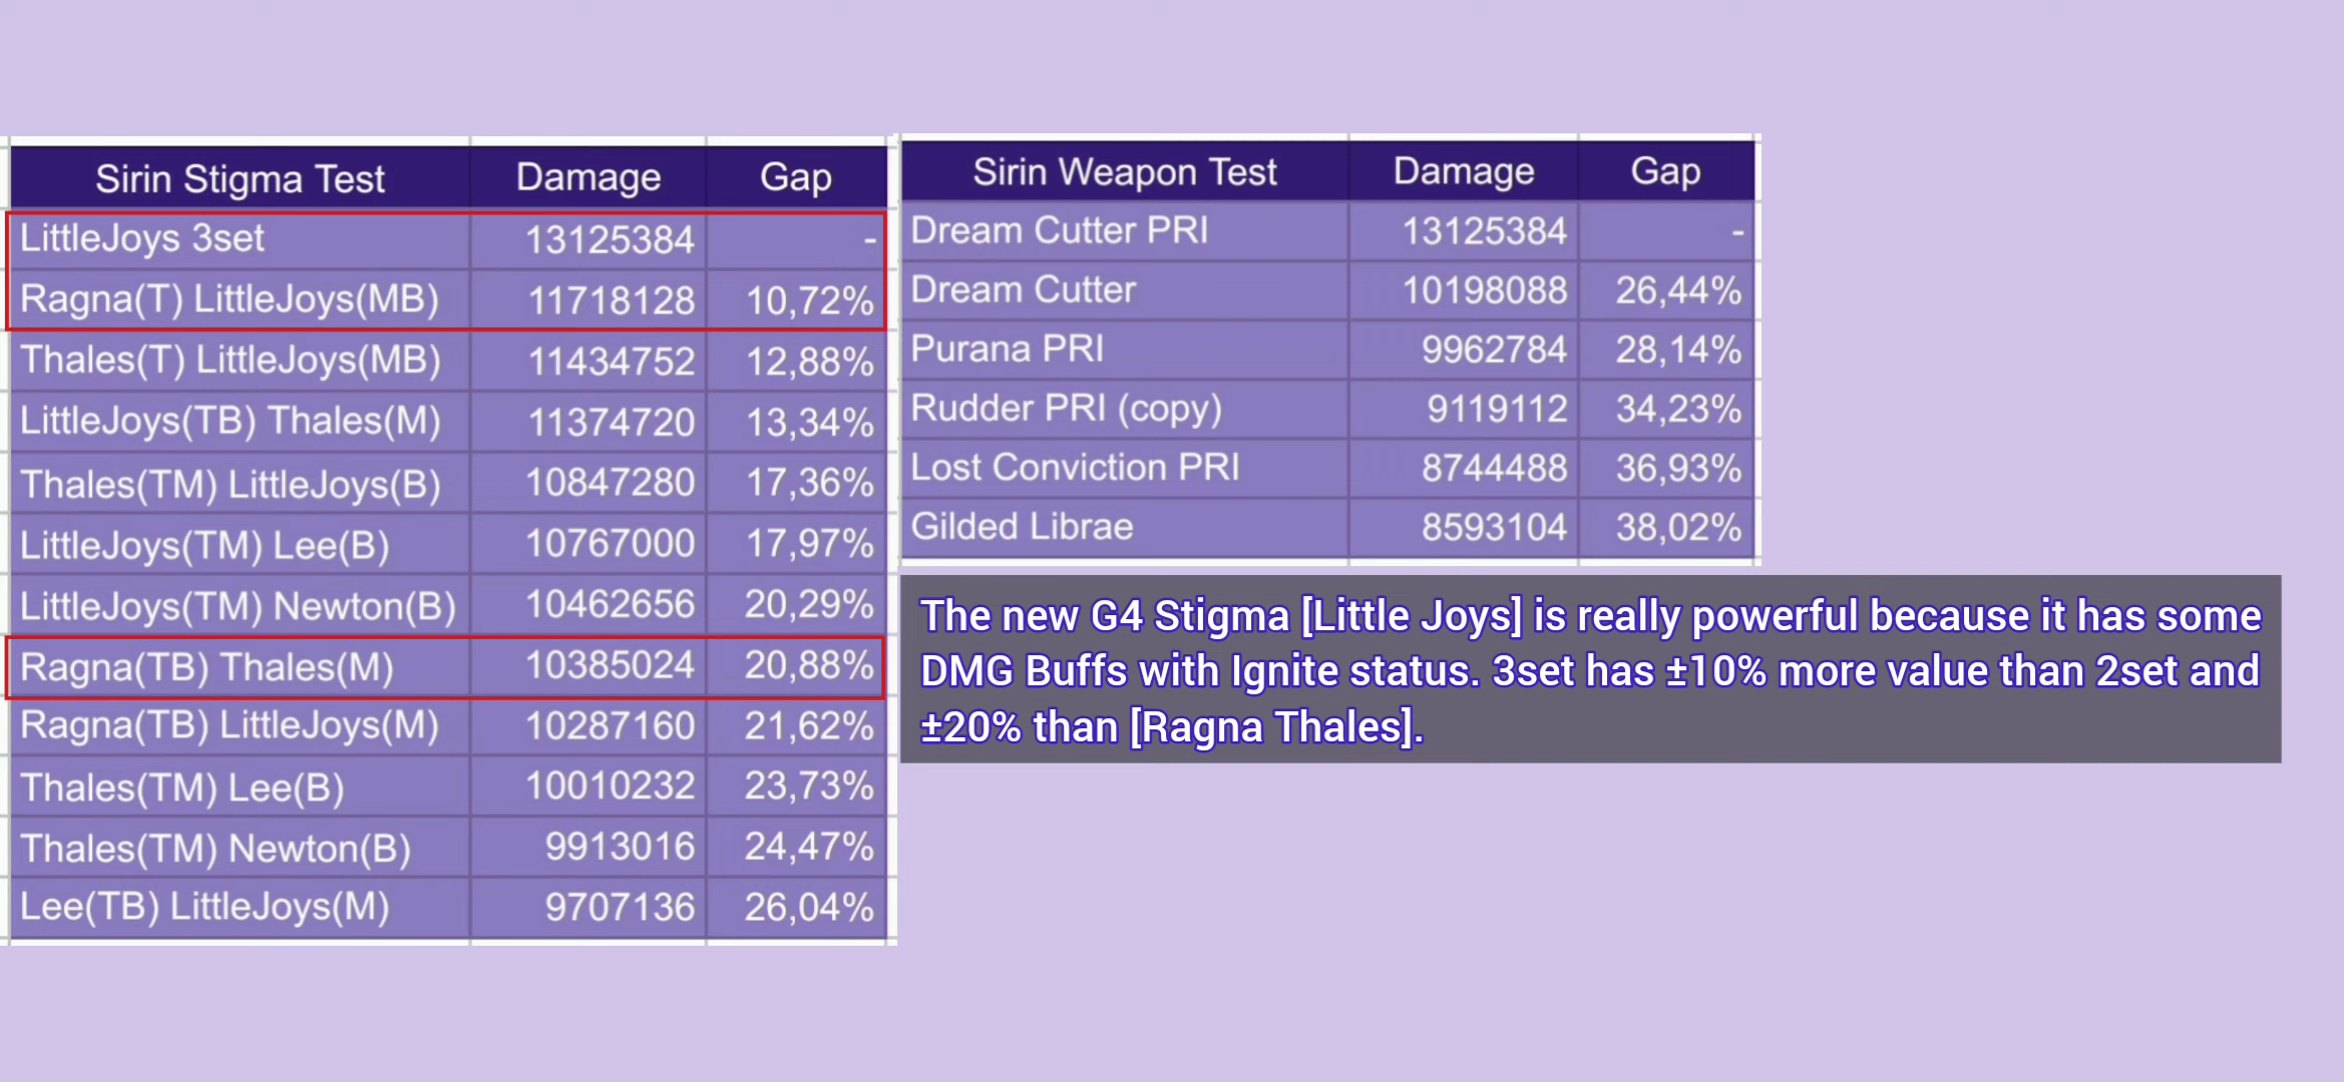 Sirin Stigma Test Damage Gap
LittleJoys 3set 13125384 -
Ragna(T) LittleJoys(MB) 11718128 10,72%
Thales(T) LittleJoys(MB) 11434752 12,88%
LittleJoys(TB) Thales(M) 11374720 13,34%
Thales(TM) LittleJoys(B) 10847280 17,36%
LittleJoys(TM) Lee(B) 10767000 17,97%
LittleJoys(TM) Newton(B) 10462656 20,29%
Ragna(TB) Thales(M) 10385024 20,88%
Ragna(TB) LittleJoys(M) 10287160 21,62%
Thales(TM) Lee(B) 10010232 23,73%
Thales(TM) Newton(B) 9913016 24,47%
Lee(TB) LittleJoys(M) 9707136 26,04%
Sirin Weapon Test Damage Gap
Dream Cutter PRI 13125384 -
Dream Cutter 10198088 26,44%
Purana PRI 9962784 28,14%
Rudder PRI (copy) 9119112 34,23%
Lost Conviction PRI 8744488 36,93%
Gilded Librae 8593104 38,02%
The new G4 Stigma [Little Joys] is really powerful because it has some
DMG Buffs with Ignite status. 3set has ±10% more value than 2set and
±20% than [Ragna Thales].